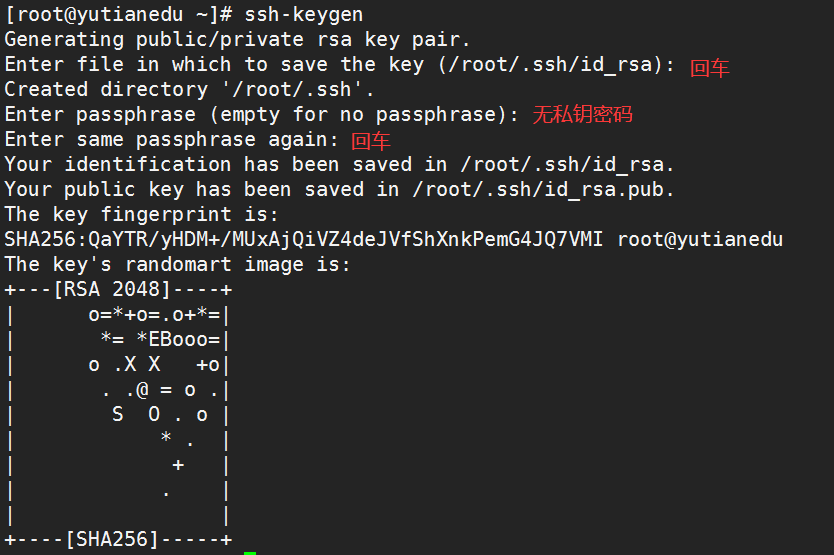 [root@yutianedu ~]# ssh-keygen
Generating public/private rsa key pair.
Enter file in which to save the key (/root/.ssh/id_rsa): 回车
Created directory '/root/.ssh'.
Enter passphrase (empty for no passphrase): 无私钥密码
Enter same passphrase again: 回车
Your identification has been saved in /root/.ssh/id_rsa.
Your public key has been saved in /root/.ssh/id_rsa.pub.
The key fingerprint is:
SHA256:QaYTR/yHDM+/MUxAjQiVZ4deJVfShXnkPemG4JQ7VMI root@yutianedu
The key's randomart image is:
+---[RSA 2048]----+
|      o=*+o=.o+*=|
|       *= *EBooo=|
|      o .X X   +o|
|       . .@ = o .|
|        S  O . o |
|            * .  |
|             +   |
|            .    |
|                 |
+----[SHA256]-----+